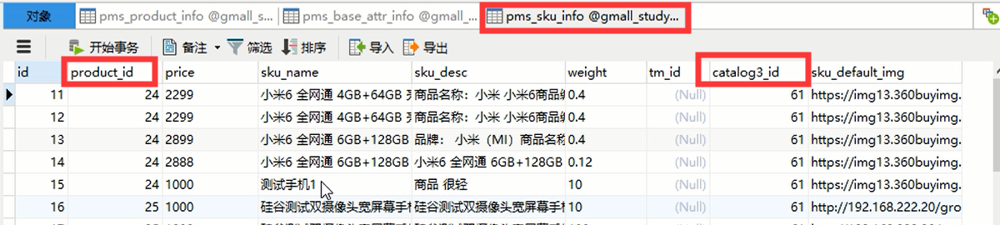 对象 pms_product_info @gmall_s... pms_base_attr_info @gmall_... pms_sku_info @gmall_study...
开始事务 备注 筛选 排序 导入 导出
id product_id price sku_name sku_desc weight tm_id catalog3_id sku_default_img
11 24 2299 小米6 全网通 4GB+64GB 商品名称：小米 小米6商品编 0.4 (Null) 61 https://img13.360buyimg.
12 24 2299 小米6 全网通 4GB+64GB 商品名称：小米 小米6商品编 0.4 (Null) 61 https://img13.360buyimg.
13 24 2899 小米6 全网通 6GB+128GB 品牌： 小米（MI）商品名称 0.4 (Null) 61 https://img13.360buyimg.
14 24 2888 小米6 全网通 6GB+128GB 小米6 全网通 6GB+128GB 0.12 (Null) 61 https://img13.360buyimg.
15 24 1000 测试手机1 商品 很轻 10 (Null) 61 https://img13.360buyimg.
16 25 1000 硅谷测试双摄像头宽屏幕手机 硅谷测试双摄像头宽屏幕手机 10 (Null) 61 http://192.168.222.20/gro